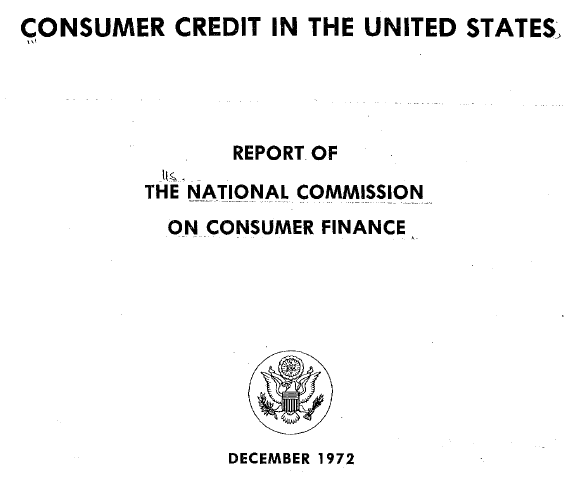 CONSUMER CREDIT IN THE UNITED STATES
REPORT OF
U.S.
THE NATIONAL COMMISSION
ON CONSUMER FINANCE
DECEMBER 1972